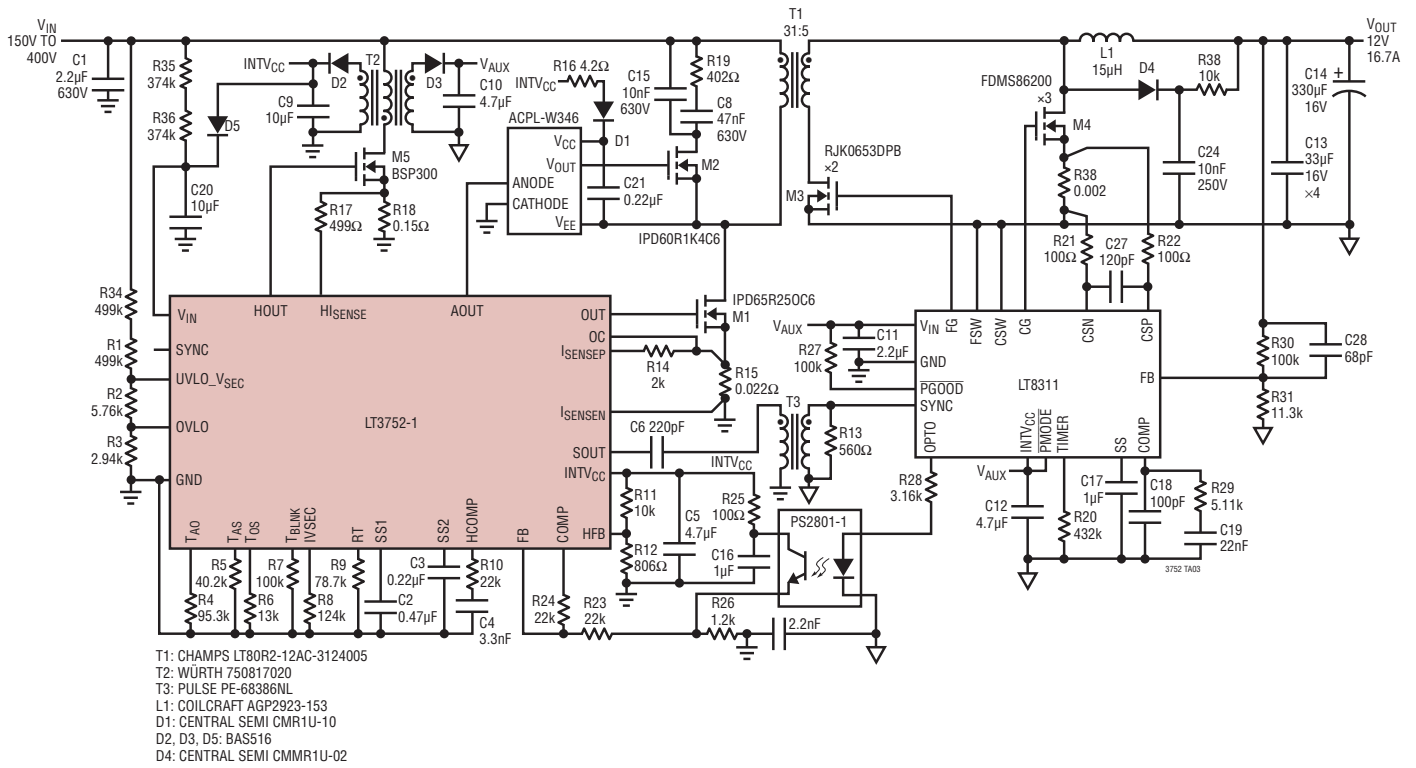 VIN
150V TO
400V
C1
2.2µF
630V
R35
374k
R36
374k
INTVCC
D2
T2
D3
VAUX
C9
10µF
C10
4.7µF
D5
C20
10µF
M5
BSP300
R17
499Ω
R18
0.15Ω
R16 4.2Ω
INTVCC
D1
ACPL-W346
VCC
VOUT
ANODE
CATHODE
VEE
C21
0.22µF
C15
10nF
630V
R19
402Ω
C8
47nF
630V
M2
IPD60R1K4C6
T1
31:5
RJK0653DPB
×2
M3
FDMS86200
×3
M4
L1
15µH
D4
R38
10k
VOUT
12V
16.7A
+
C14
330µF
16V
C13
33µF
16V
×4
C24
10nF
250V
R38
0.002
R21
100Ω
C27
120pF
R22
100Ω
R34
499k
R1
499k
R2
5.76k
R3
2.94k
VIN
SYNC
UVLO_VSEC
OVLO
GND
HOUT
HISENSE
AOUT
OUT
OC
ISENSEP
ISENSEN
SOUT
INTVCC
HFB
LT3752-1
TAO
TAS
TOS
TBLNK
IVSEC
RT
SS1
SS2
HCOMP
FB
COMP
IPD65R25OC6
M1
R14
2k
R15
0.022Ω
C6 220pF
T3
R13
560Ω
INTVCC
R11
10k
R12
806Ω
C5
4.7µF
R25
100Ω
C16
1µF
PS2801-1
R28
3.16k
VAUX
R27
100k
C11
2.2µF
VIN
GND
PGOOD
SYNC
FG
FSW
CSW
CG
CSN
CSP
FB
LT8311
OPTO
INTVCC
PMODE
TIMER
SS
COMP
R30
100k
C28
68pF
R31
11.3k
VAUX
C12
4.7µF
R20
432k
C17
1µF
C18
100pF
R29
5.11k
C19
22nF
3752 TA03
R5
40.2k
R4
95.3k
R6
13k
R7
100k
R8
124k
R9
78.7k
C2
0.47µF
C3
0.22µF
R10
22k
C4
3.3nF
R24
22k
R23
22k
R26
1.2k
2.2nF
T1: CHAMPS LT80R2-12AC-3124005
T2: WÜRTH 750817020
T3: PULSE PE-68386NL
L1: COILCRAFT AGP2923-153
D1: CENTRAL SEMI CMR1U-10
D2, D3, D5: BAS516
D4: CENTRAL SEMI CMMR1U-02